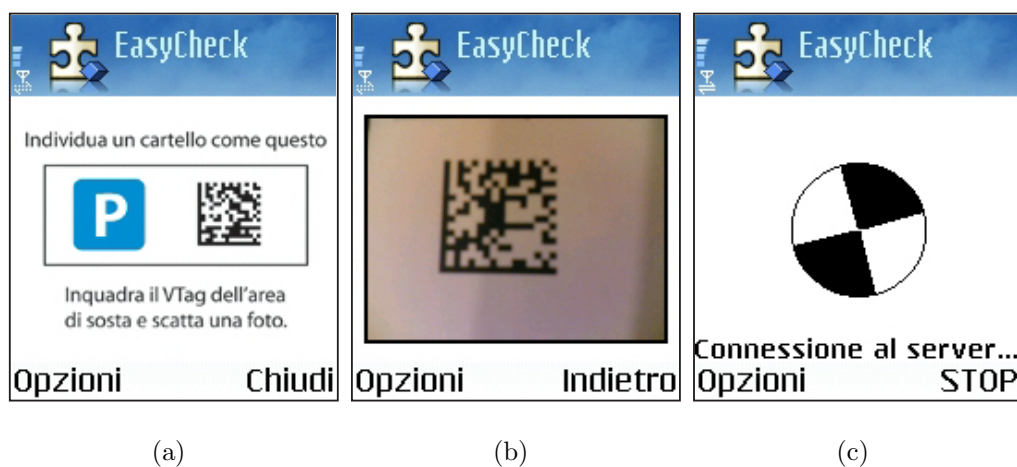 EasyCheck
Individua un cartello come questo
P
Inquadra il VTag dell'area
di sosta e scatta una foto.
Opzioni Chiudi
(a)
EasyCheck
Opzioni Indietro
(b)
EasyCheck
Connessione al server...
Opzioni STOP
(c)